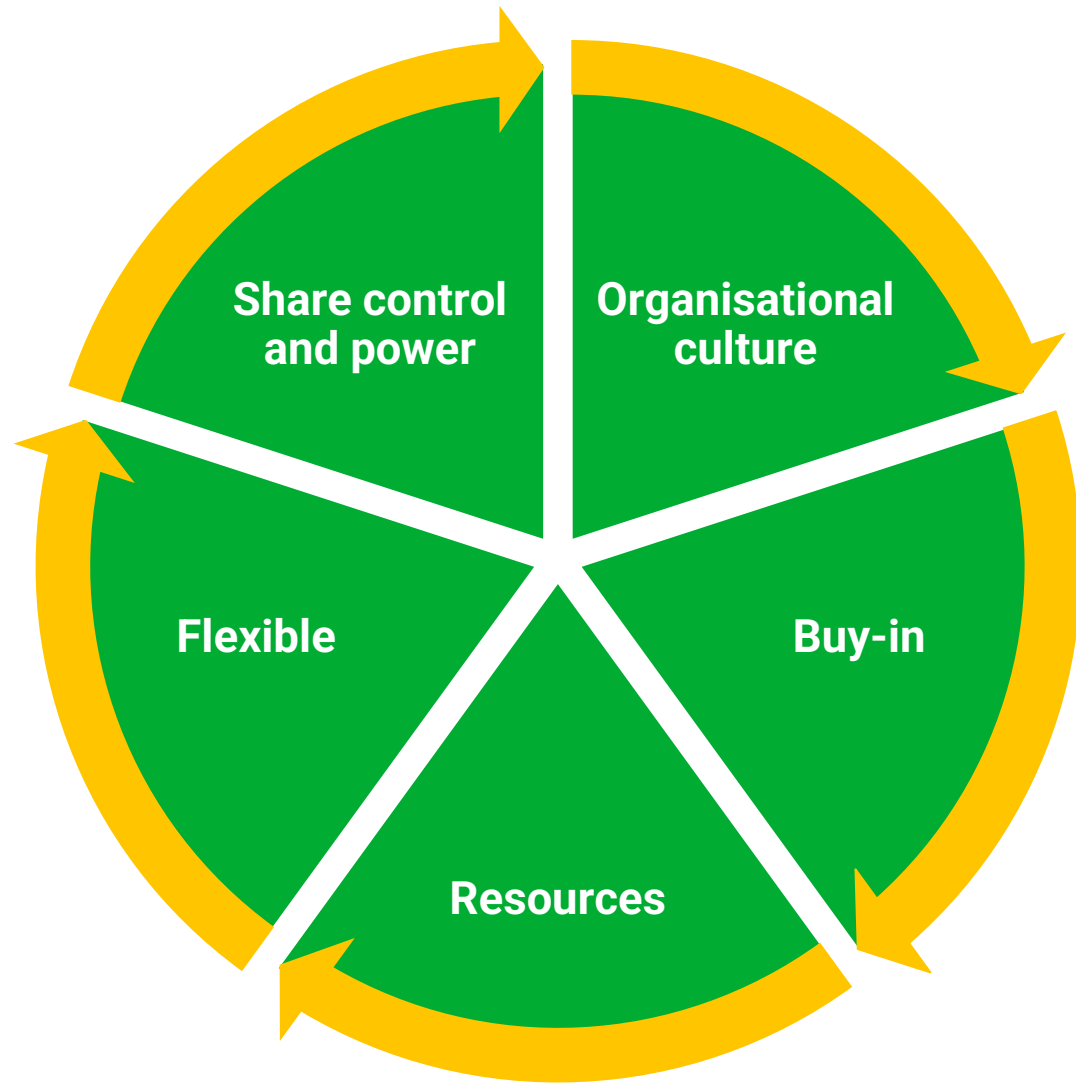 Share control
and power
Organisational
culture
Flexible
Buy-in
Resources